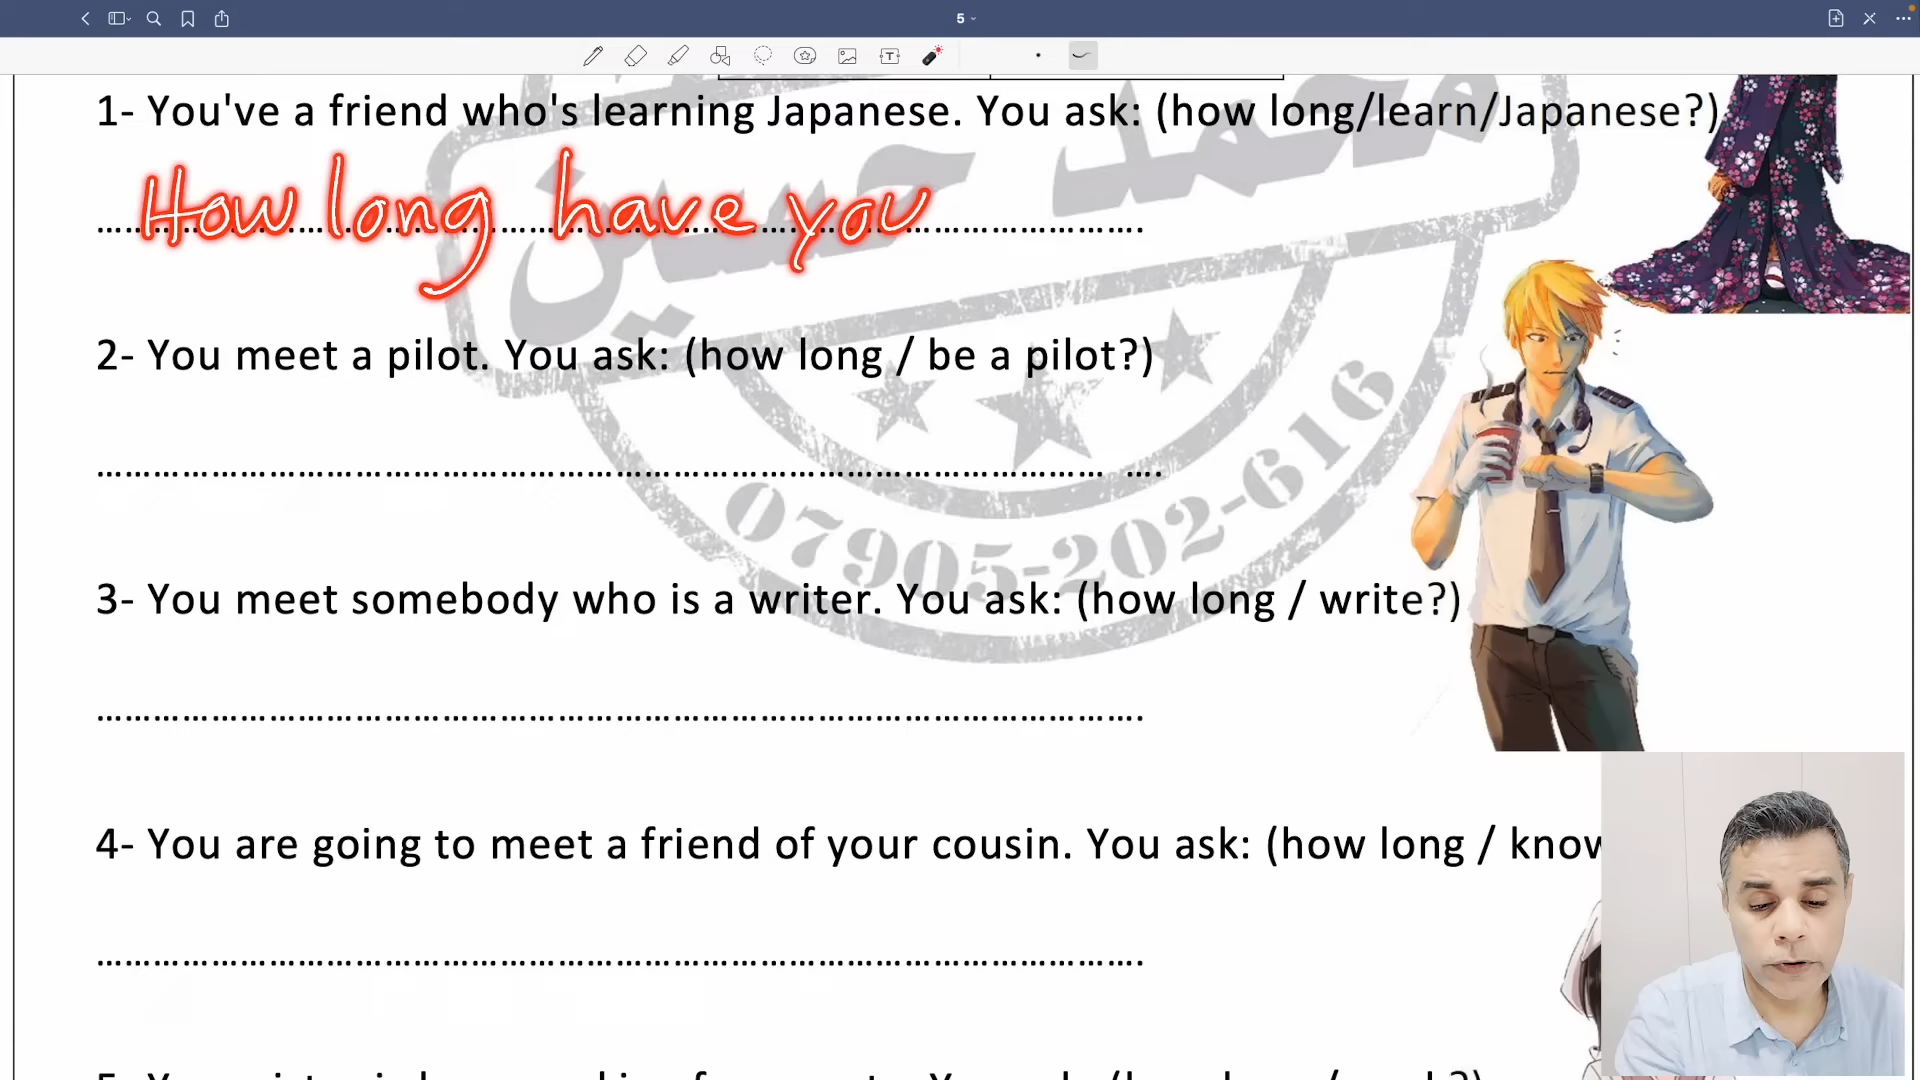 5
1- You've a friend who's learning Japanese. You ask: (how long/learn/Japanese?)
محمد حسين
How long have you
2- You meet a pilot. You ask: (how long / be a pilot?)
07905-202-616
3- You meet somebody who is a writer. You ask: (how long / write?)
4- You are going to meet a friend of your cousin. You ask: (how long / know